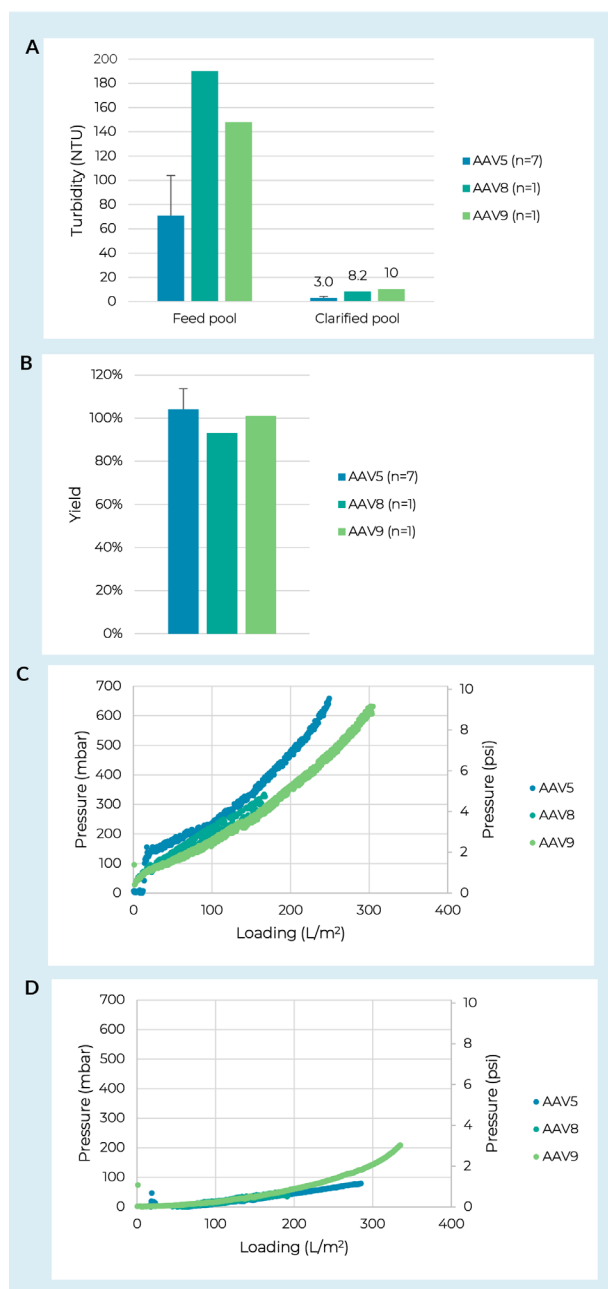 A
200
180
160
140
120
100
80
60
40
20
0
Turbidity (NTU)
3.0
8.2
10
Feed pool
Clarified pool
AAV5 (n=7)
AAV8 (n=1)
AAV9 (n=1)
B
120%
100%
80%
60%
40%
20%
0%
Yield
AAV5 (n=7)
AAV8 (n=1)
AAV9 (n=1)
C
700
600
500
400
300
200
100
0
Pressure (mbar)
0 100 200 300 400
Loading (L/m²)
10
8
6
4
2
0
Pressure (psi)
AAV5
AAV8
AAV9
D
700
600
500
400
300
200
100
0
Pressure (mbar)
0 100 200 300 400
Loading (L/m²)
10
8
6
4
2
0
Pressure (psi)
AAV5
AAV8
AAV9